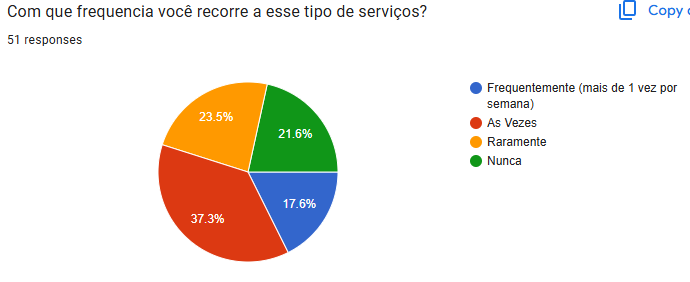 Com que frequencia você recorre a esse tipo de serviços?
Copy
51 responses
Frequentemente (mais de 1 vez por
semana)
As Vezes
Raramente
Nunca
23.5%
21.6%
17.6%
37.3%